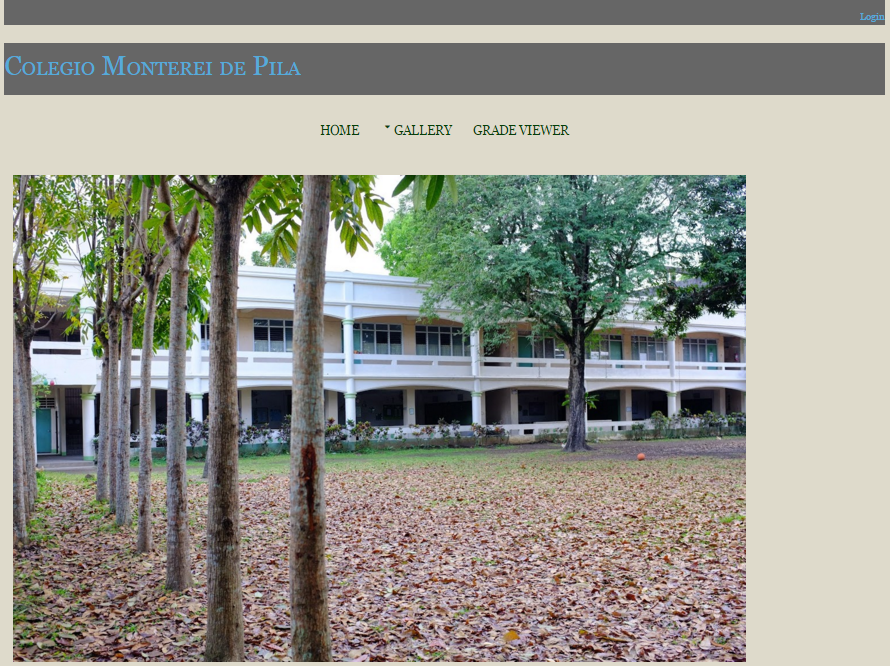 Login
Colegio Monterei de Pila
HOME GALLERY GRADE VIEWER